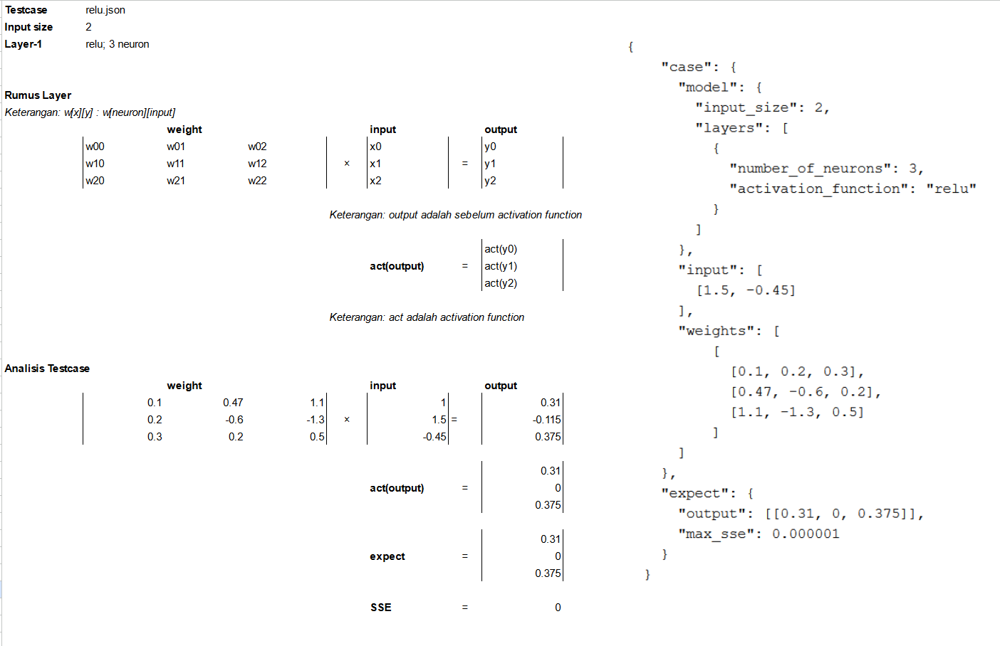 Testcase relu.json
Input size 2
Layer-1 relu; 3 neuron
Rumus Layer
Keterangan: w[x][y] : w[neuron][input]
weight input output
w00 w01 w02 x0 y0
w10 w11 w12 × x1 = y1
w20 w21 w22 x2 y2
Keterangan: output adalah sebelum activation function
act(y0)
act(output) = act(y1)
act(y2)
Keterangan: act adalah activation function
Analisis Testcase
weight input output
0.1 0.47 1.1 1 0.31
0.2 -0.6 -1.3 × 1.5 = -0.115
0.3 0.2 0.5 -0.45 0.375
0.31
act(output) = 0
0.375
0.31
expect = 0
0.375
SSE = 0
{
"case": {
"model": {
"input_size": 2,
"layers": [
{
"number_of_neurons": 3,
"activation_function": "relu"
}
]
},
"input": [
[1.5, -0.45]
],
"weights": [
[
[0.1, 0.2, 0.3],
[0.47, -0.6, 0.2],
[1.1, -1.3, 0.5]
]
]
},
"expect": {
"output": [[0.31, 0, 0.375]],
"max_sse": 0.000001
}
}